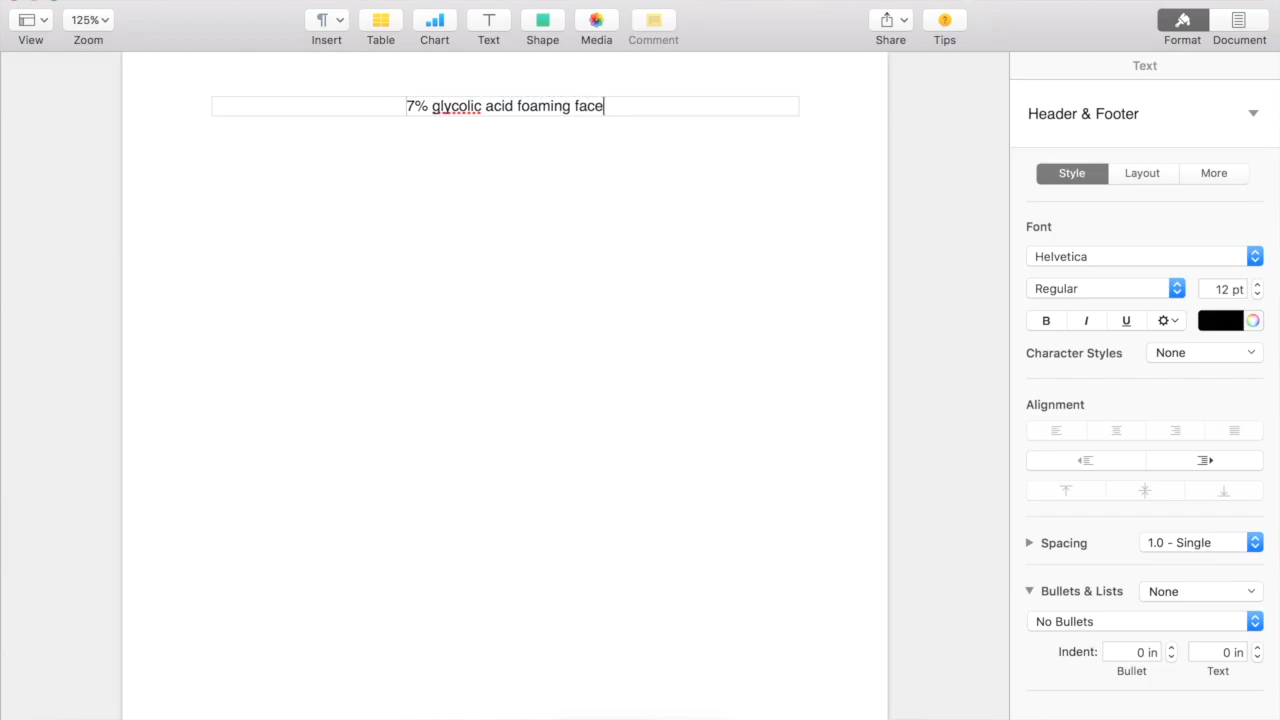 125%
View
Zoom
Insert
Table
Chart
Text
Shape
Media
Comment
Share
Tips
Format
Document
7% glycolic acid foaming face
Text
Header & Footer
Style
Layout
More
Font
Helvetica
Regular
12 pt
B I U
Character Styles
None
Alignment
Spacing
1.0 - Single
Bullets & Lists
None
No Bullets
Indent:
0 in
0 in
Bullet
Text